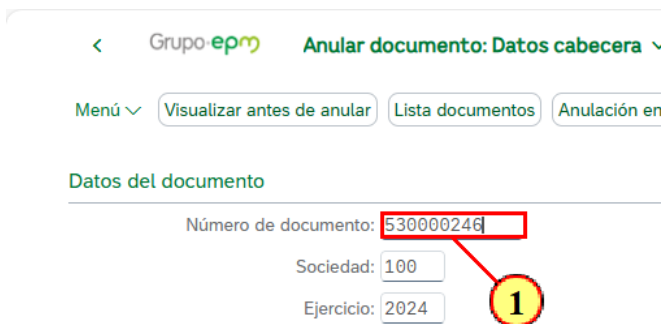 Grupo·epm Anular documento: Datos cabecera
Menú Visualizar antes de anular Lista documentos Anulación en
Datos del documento
Número de documento: 530000246
Sociedad: 100
Ejercicio: 2024
1